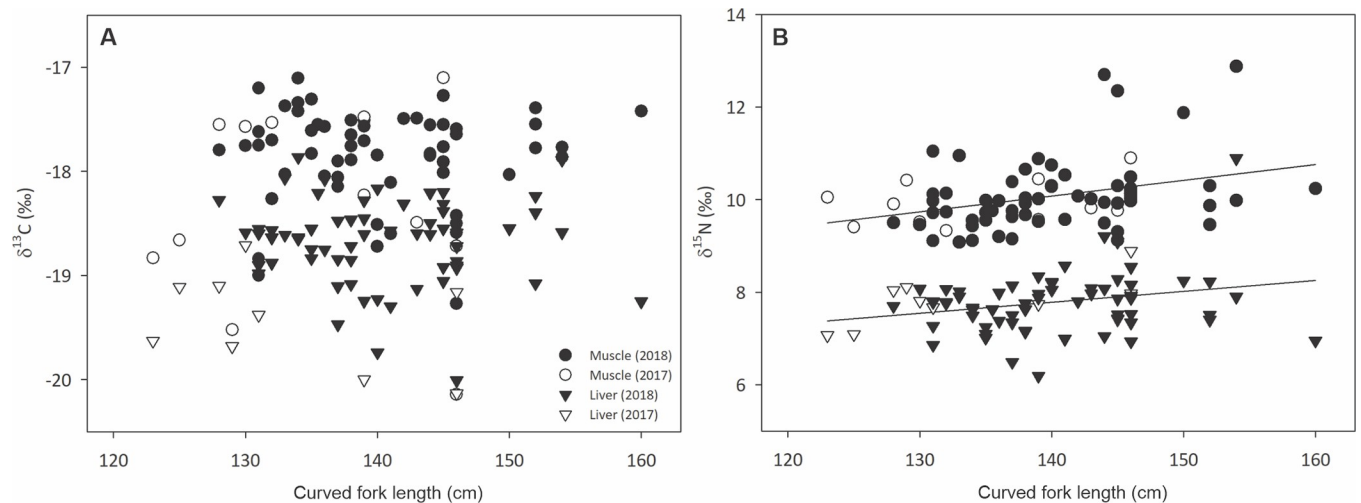 A
-17
-18
-19
-20
δ13C (‰)
120 130 140 150 160
Curved fork length (cm)
Muscle (2018)
Muscle (2017)
Liver (2018)
Liver (2017)
B
14
12
10
8
6
δ15N (‰)
120 130 140 150 160
Curved fork length (cm)